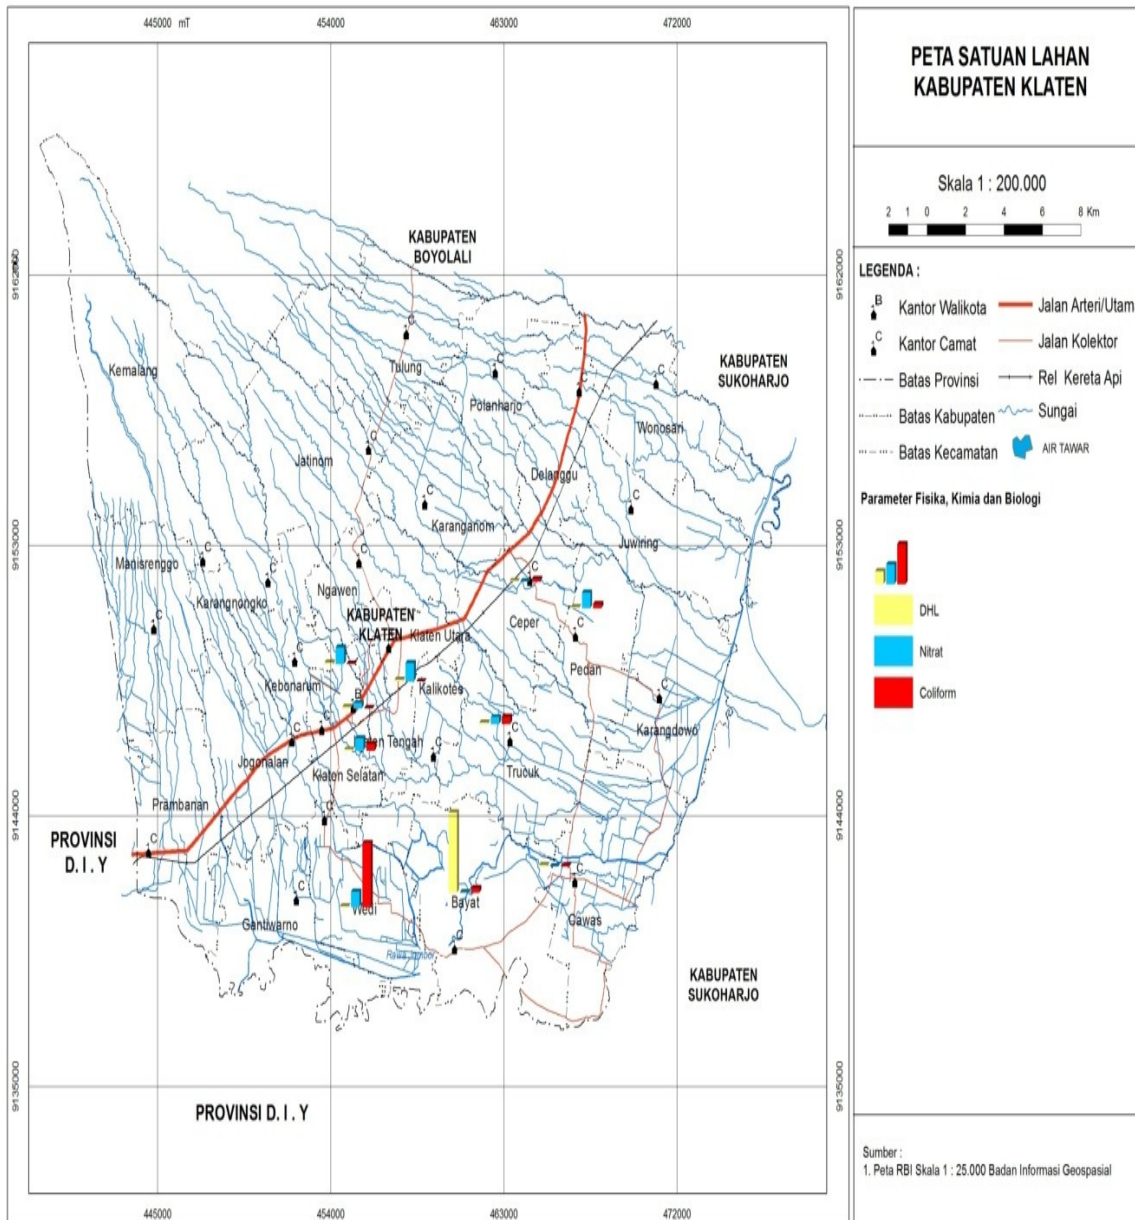 445000 mT 454000 463000 472000
PETA SATUAN LAHAN
KABUPATEN KLATEN
Skala 1 : 200.000
2 1 0 2 4 6 8 Km
LEGENDA :
B Kantor Walikota
C Kantor Camat
Batas Provinsi
Batas Kabupaten
Batas Kecamatan
Jalan Arteri/Utam
Jalan Kolektor
Rel Kereta Api
Sungai
AIR TAWAR
Parameter Fisika, Kimia dan Biologi
DHL
Nitrat
Coliform
Sumber :
1. Peta RBI Skala 1 : 25.000 Badan Informasi Geospasial
KABUPATEN
BOYOLALI
9162000
9162000
C
Tulung
KABUPATEN
SUKOHARJO
Kemalang
C
Polanharjo
C
C
Wonosari
C
Jatinom
Delanggu
C
Karanganom
C
Juwiring
9153000
9153000
Manisrenggo
C
C
Karangnongko
C
Ngawen
C
Ceper
KABUPATEN
KLATEN
Klaten Utara
C
C
Pedan
C
Kebonarum
Kalikotes
C
Karangdowo
B
C
C
Jogonalan
Klaten Selatan
C
C
Trucuk
Prambanan
C
9144000
9144000
PROVINSI
D. I . Y
C
C
Gantiwarno
Wedi
Bayat
C
Cawas
C
KABUPATEN
SUKOHARJO
9135000
9135000
PROVINSI D. I . Y
445000 454000 463000 472000